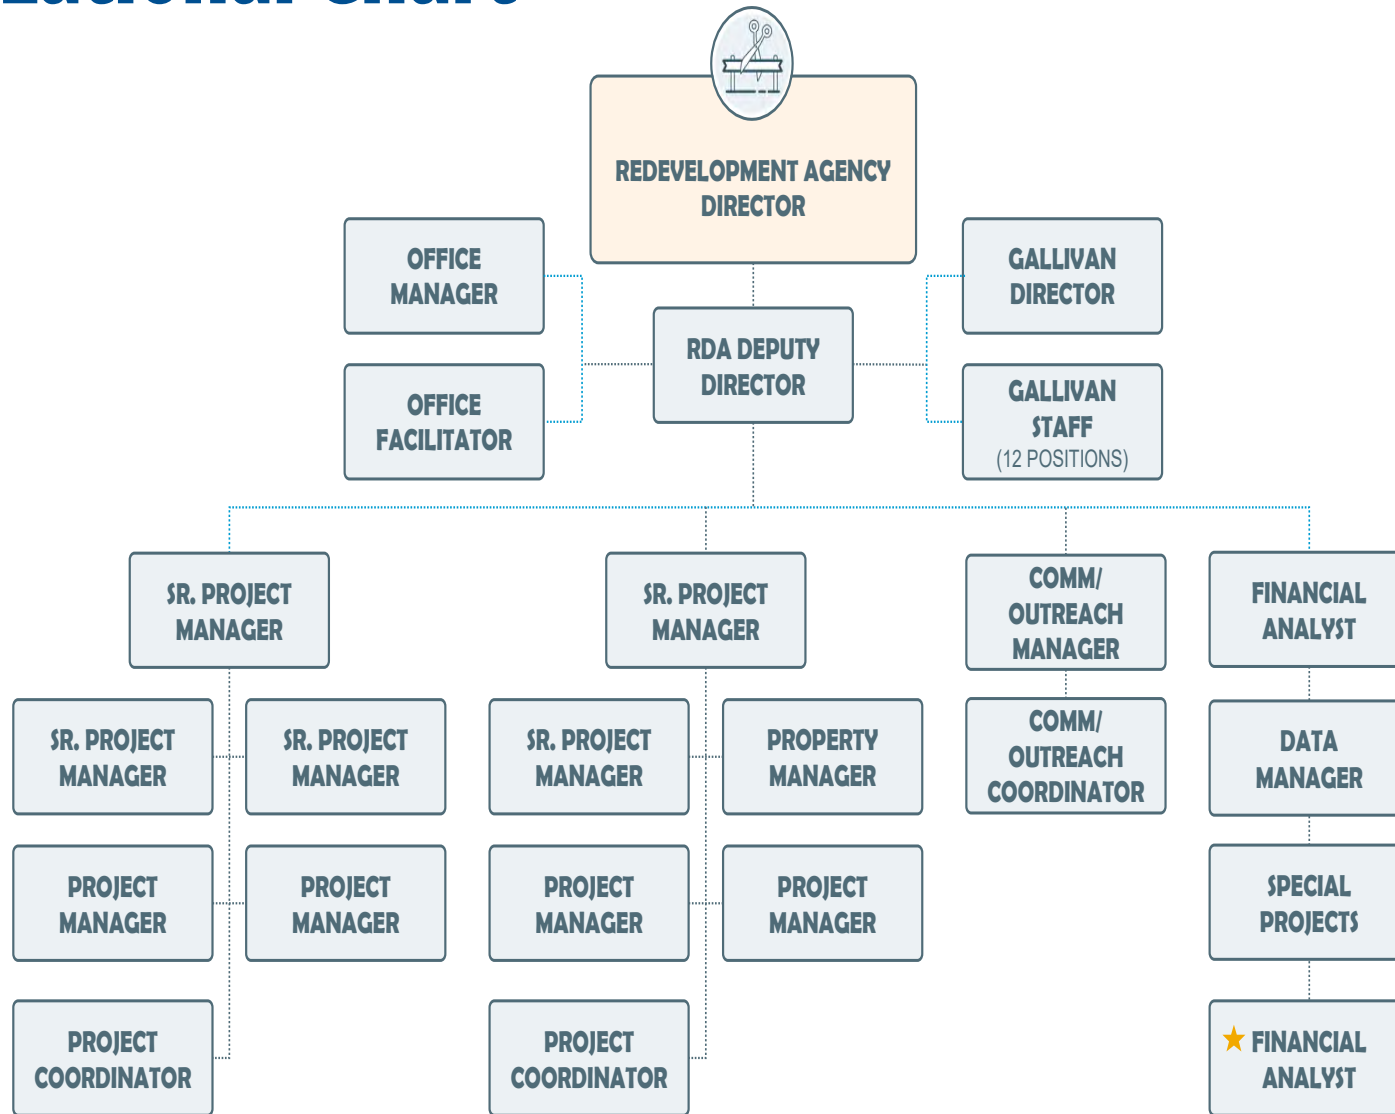 REDEVELOPMENT AGENCY
DIRECTOR
OFFICE
MANAGER
GALLIVAN
DIRECTOR
RDA DEPUTY
DIRECTOR
OFFICE
FACILITATOR
GALLIVAN
STAFF
(12 POSITIONS)
SR. PROJECT
MANAGER
SR. PROJECT
MANAGER
COMM/
OUTREACH
MANAGER
FINANCIAL
ANALYST
SR. PROJECT
MANAGER
SR. PROJECT
MANAGER
SR. PROJECT
MANAGER
PROPERTY
MANAGER
COMM/
OUTREACH
COORDINATOR
DATA
MANAGER
PROJECT
MANAGER
PROJECT
MANAGER
PROJECT
MANAGER
PROJECT
MANAGER
SPECIAL
PROJECTS
PROJECT
COORDINATOR
PROJECT
COORDINATOR
FINANCIAL
ANALYST